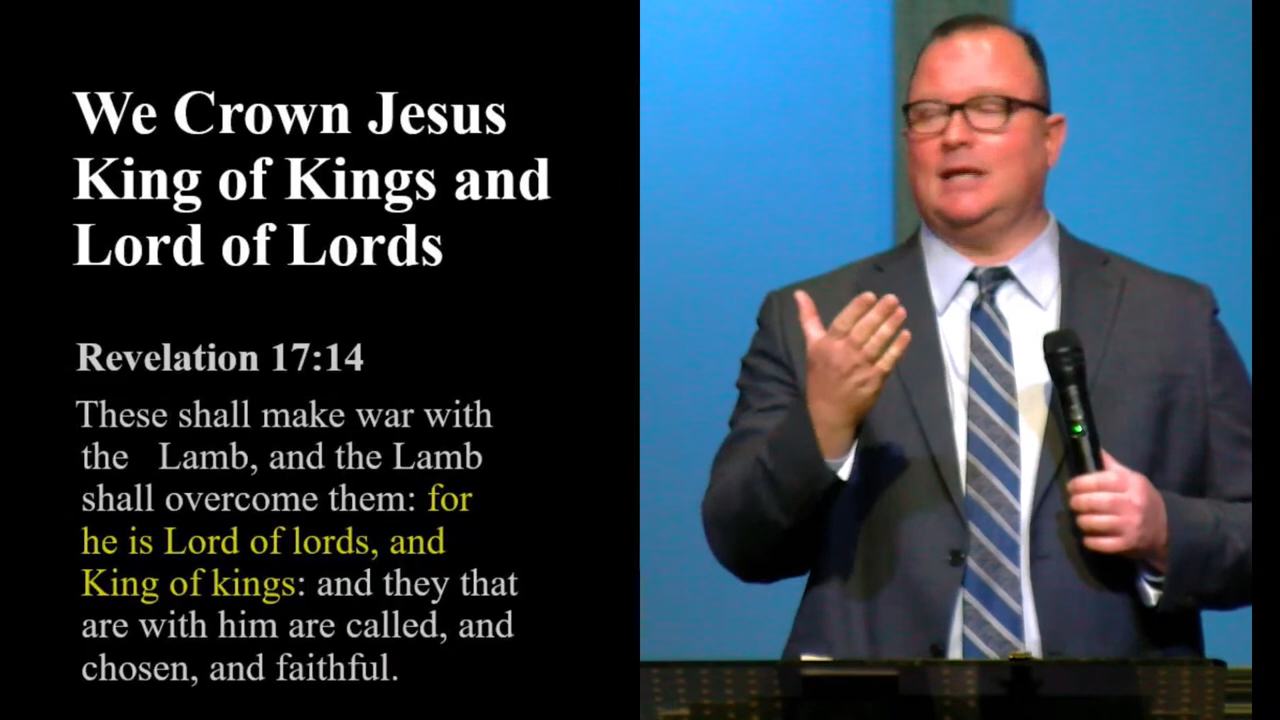 We Crown Jesus
King of Kings and
Lord of Lords
Revelation 17:14
These shall make war with
the Lamb, and the Lamb
shall overcome them: for
he is Lord of lords, and
King of kings: and they that
are with him are called, and
chosen, and faithful.